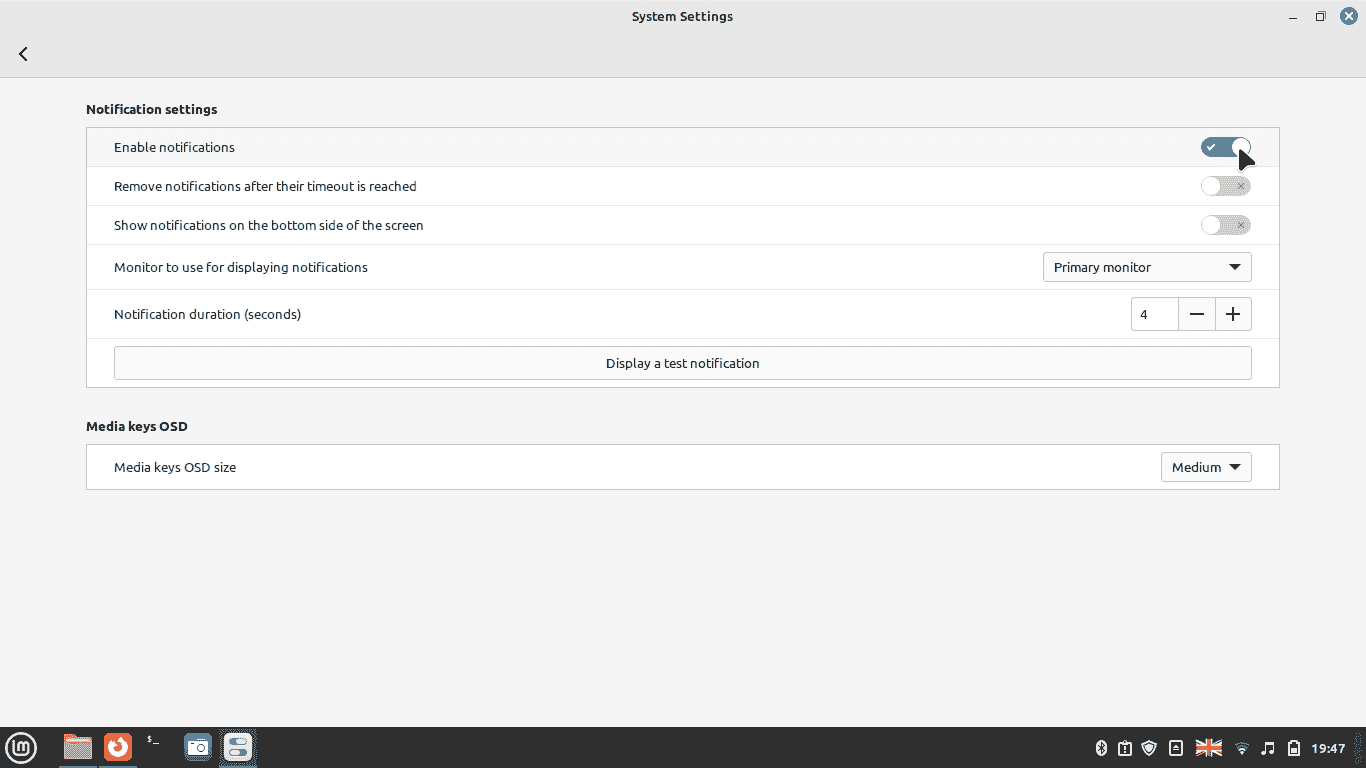 System Settings
Notification settings
Enable notifications
Remove notifications after their timeout is reached
Show notifications on the bottom side of the screen
Monitor to use for displaying notifications Primary monitor
Notification duration (seconds) 4
Display a test notification
Media keys OSD
Media keys OSD size Medium
$_ 19:47